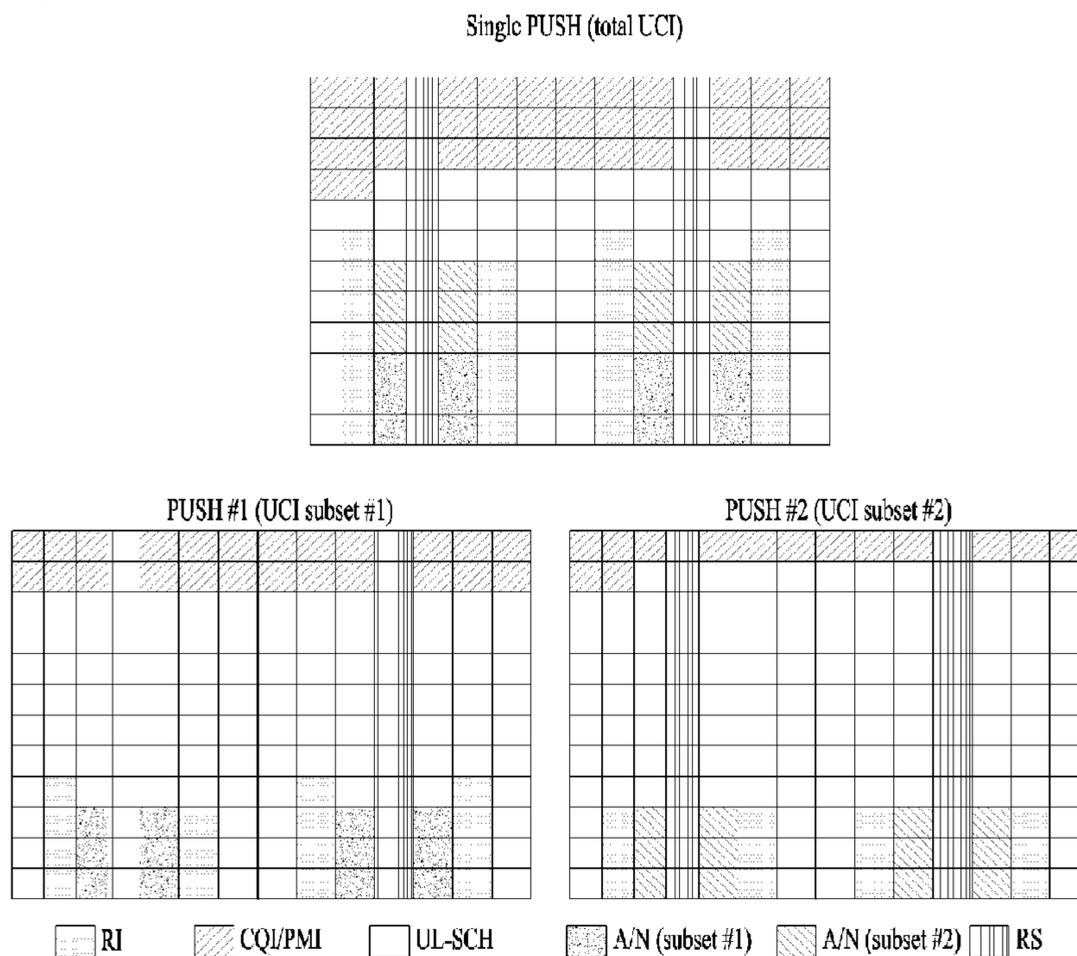 Single PUSH (total UCI)
PUSH #1 (UCI subset #1)
PUSH #2 (UCI subset #2)
RI
CQI/PMI
UL-SCH
A/N (subset #1)
A/N (subset #2)
RS